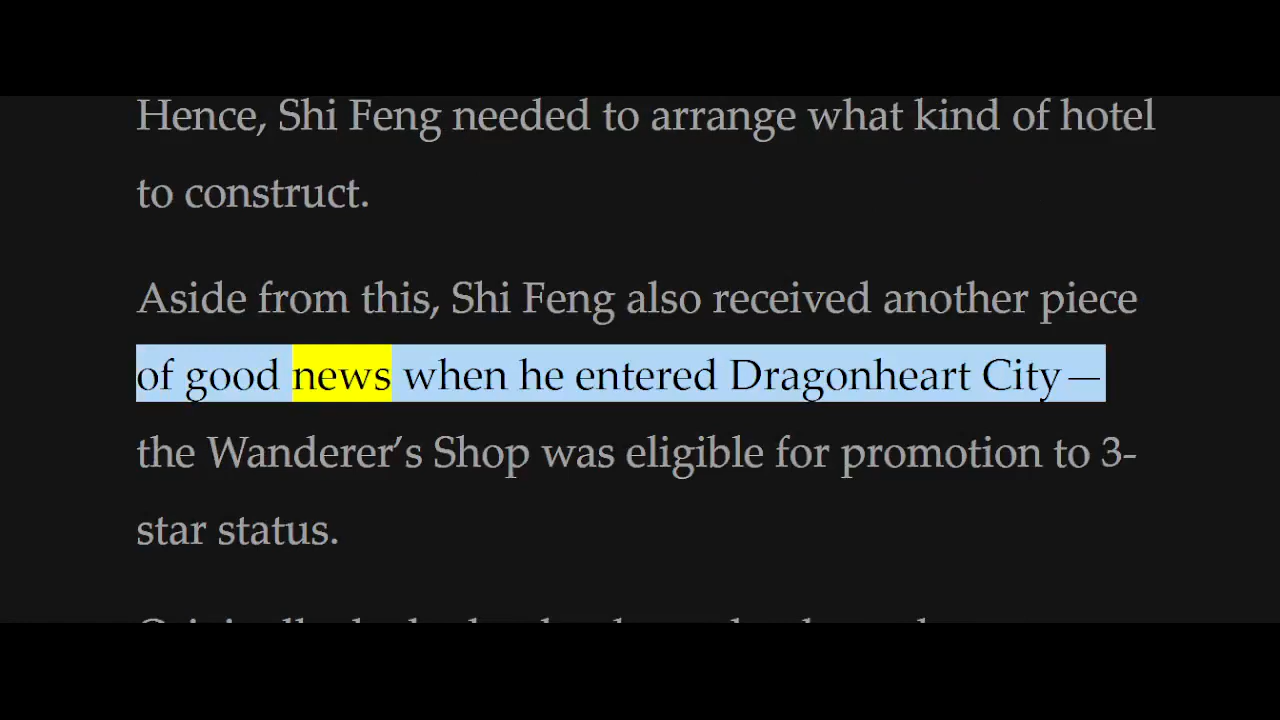 Hence, Shi Feng needed to arrange what kind of hotel
to construct.
Aside from this, Shi Feng also received another piece
of good news when he entered Dragonheart City—
the Wanderer’s Shop was eligible for promotion to 3-
star status.